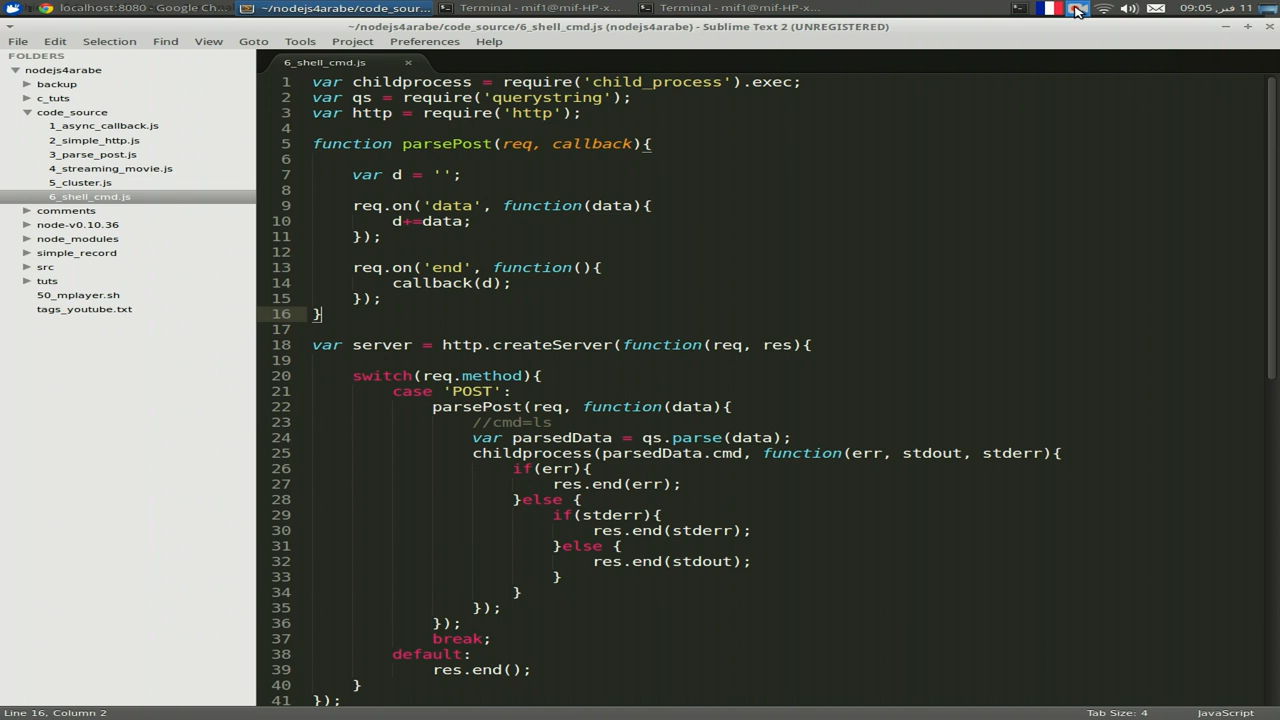 localhost:8080 - Google Ch...
~/nodejs4arabe/code_sour...
Terminal - mif1@mif-HP-x...
Terminal - mif1@mif-HP-x...
09:05 فبر, 11
~/nodejs4arabe/code_source/6_shell_cmd.js (nodejs4arabe) - Sublime Text 2 (UNREGISTERED)
File Edit Selection Find View Goto Tools Project Preferences Help
FOLDERS
nodejs4arabe
backup
c_tuts
code_source
1_async_callback.js
2_simple_http.js
3_parse_post.js
4_streaming_movie.js
5_cluster.js
6_shell_cmd.js
comments
node-v0.10.36
node_modules
simple_record
src
tuts
50_mplayer.sh
tags_youtube.txt
6_shell_cmd.js ×
1 var childprocess = require('child_process').exec;
2 var qs = require('querystring');
3 var http = require('http');
4
5 function parsePost(req, callback){
6
7     var d = '';
8
9     req.on('data', function(data){
10         d+=data;
11     });
12
13     req.on('end', function(){
14         callback(d);
15     });
16 }
17
18 var server = http.createServer(function(req, res){
19
20     switch(req.method){
21         case 'POST':
22             parsePost(req, function(data){
23                 //cmd=ls
24                 var parsedData = qs.parse(data);
25                 childprocess(parsedData.cmd, function(err, stdout, stderr){
26                     if(err){
27                         res.end(err);
28                     }else {
29                         if(stderr){
30                             res.end(stderr);
31                         }else {
32                             res.end(stdout);
33                         }
34                     }
35                 });
36             });
37             break;
38         default:
39             res.end();
40     }
41 });
Line 16, Column 2
Tab Size: 4
JavaScript